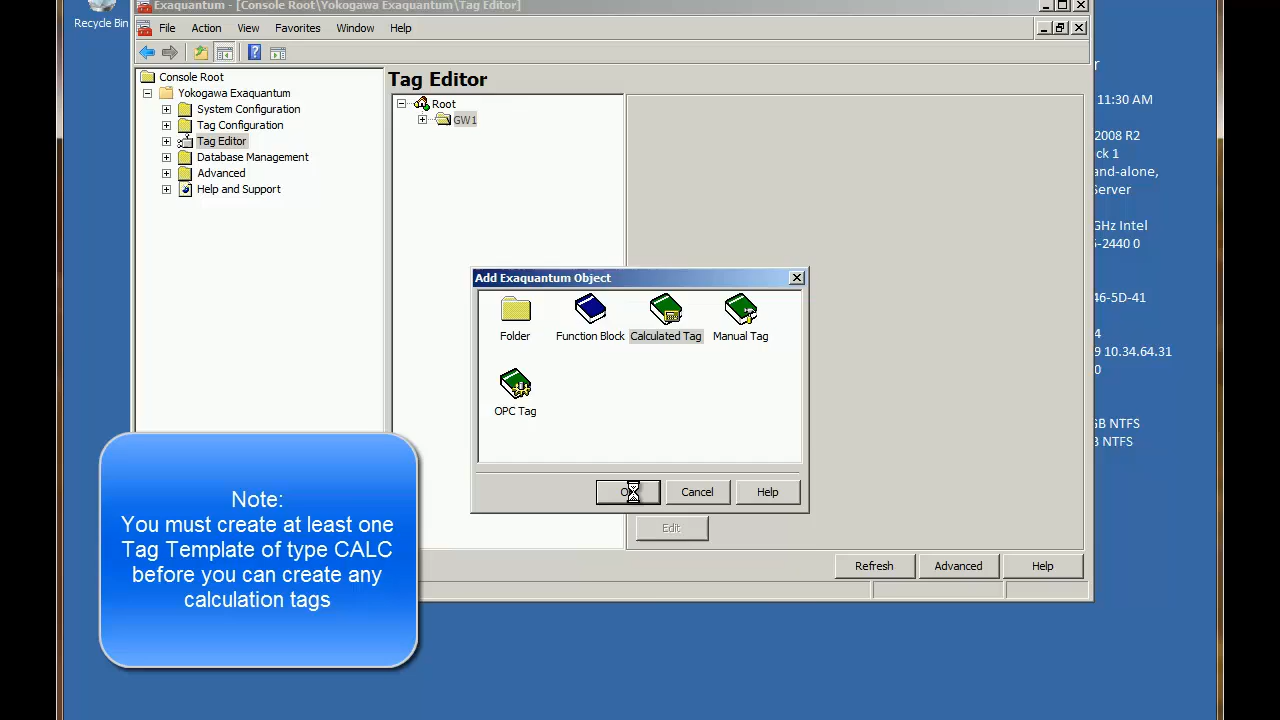 Recycle Bin
Exaquantum - [Console Root\Yokogawa Exaquantum\Tag Editor]
File Action View Favorites Window Help
Console Root
Yokogawa Exaquantum
System Configuration
Tag Configuration
Tag Editor
Database Management
Advanced
Help and Support
Tag Editor
Root
GW1
Add Exaquantum Object
Folder
Function Block
Calculated Tag
Manual Tag
OPC Tag
Cancel
Help
Edit
Refresh
Advanced
Help
Note:
You must create at least one
Tag Template of type CALC
before you can create any
calculation tags
r
11:30 AM
2008 R2
ck 1
and-alone,
Server
GHz Intel
-2440 0
46-5D-41
4
9 10.34.64.31
0
GB NTFS
B NTFS